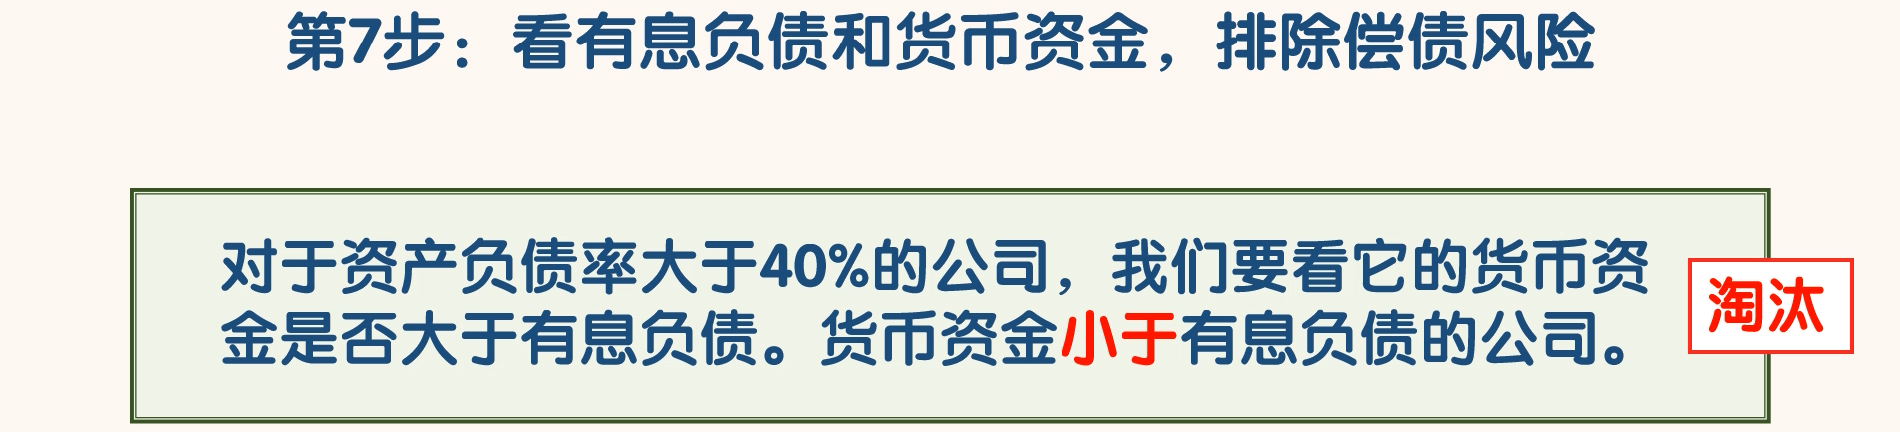 第7步：看有息负债和货币资金，排除偿债风险
对于资产负债率大于40%的公司，我们要看它的货币资
金是否大于有息负债。货币资金小于有息负债的公司。
淘汰